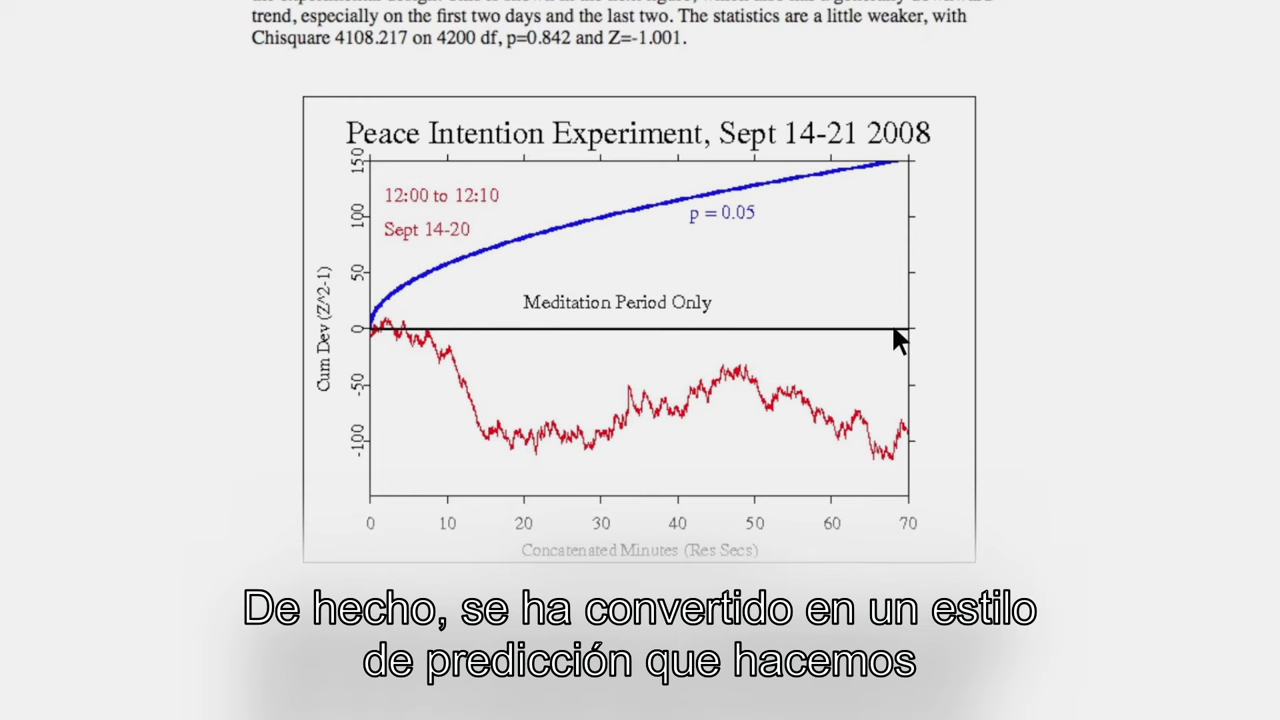 trend, especially on the first two days and the last two. The statistics are a little weaker, with
Chisquare 4108.217 on 4200 df, p=0.842 and Z=-1.001.
Peace Intention Experiment, Sept 14-21 2008
12:00 to 12:10
Sept 14-20
p = 0.05
Meditation Period Only
Cum Dev (Z^2-1)
150
100
50
0
-50
-100
0 10 20 30 40 50 60 70
Concatenated Minutes (Res Secs)
De hecho, se ha convertido en un estilo
de predicción que hacemos